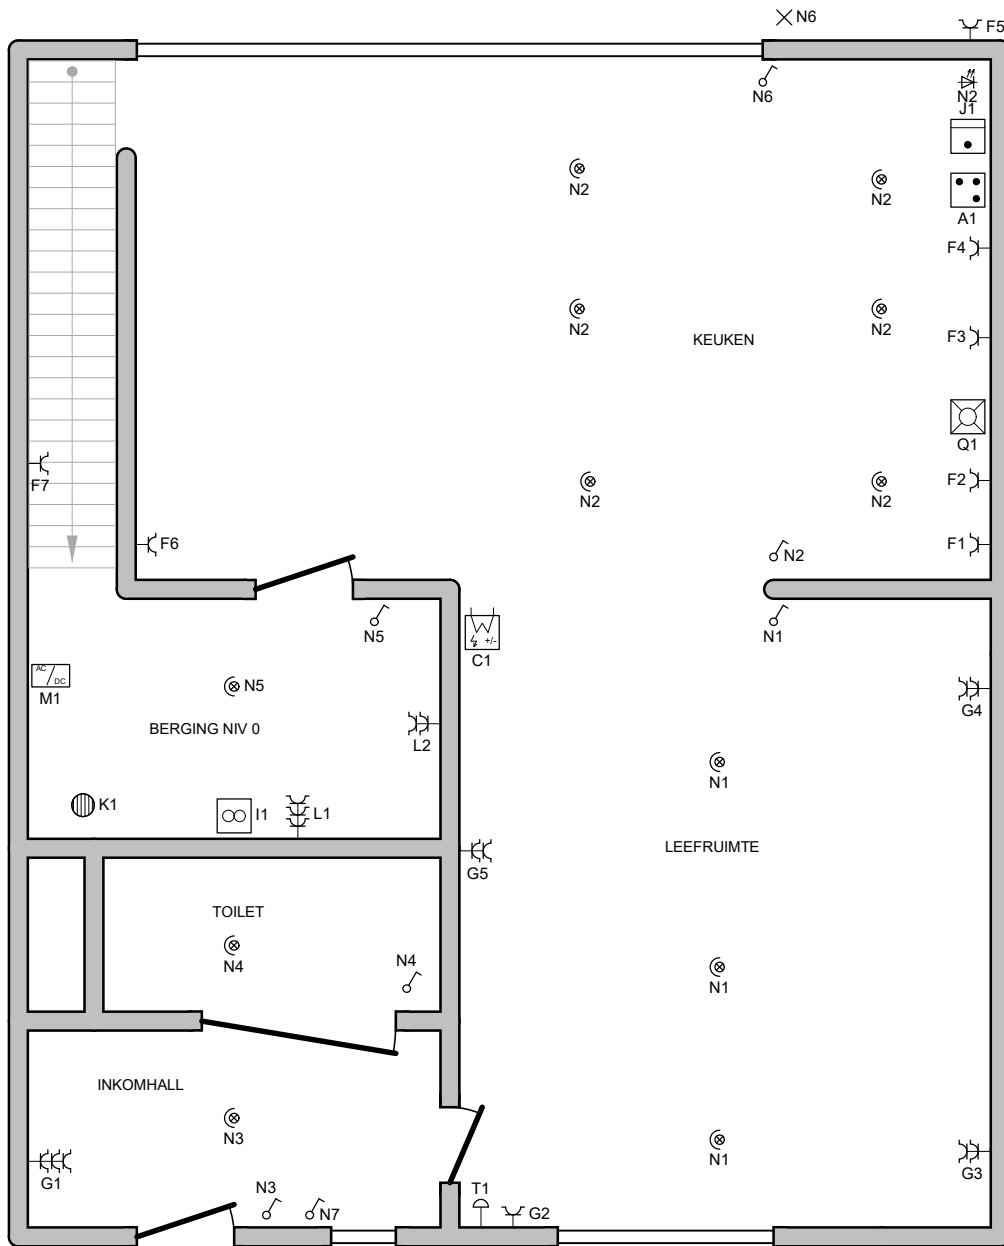 N6
F5
N6
N2
J1
N2
N2
A1
F4
N2
N2
KEUKEN
F3
Q1
F7
N2
N2
F2
F6
N2
F1
N5
N1
+/-
C1
AC
DC
M1
N5
G4
BERGING NIV 0
L2
N1
K1
I1
L1
LEEFRUIMTE
G5
TOILET
N4
N4
N1
INKOMHALL
N3
N1
G3
G1
N3
N7
T1
G2